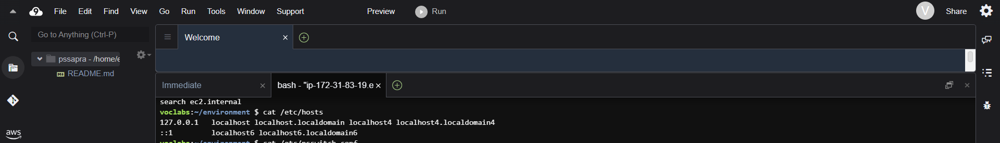 9 File Edit Find View Go Run Tools Window Support Preview Run V Share
Go to Anything (Ctrl-P)
Welcome
pssapra - /home/e
README.md
Immediate bash - "ip-172-31-83-19.e
search ec2.internal
voclabs:~/environment $ cat /etc/hosts
127.0.0.1 localhost localhost.localdomain localhost4 localhost4.localdomain4
::1 localhost6 localhost6.localdomain6
voclabs:~/environment $ cat /etc/nsswitch.conf
aws